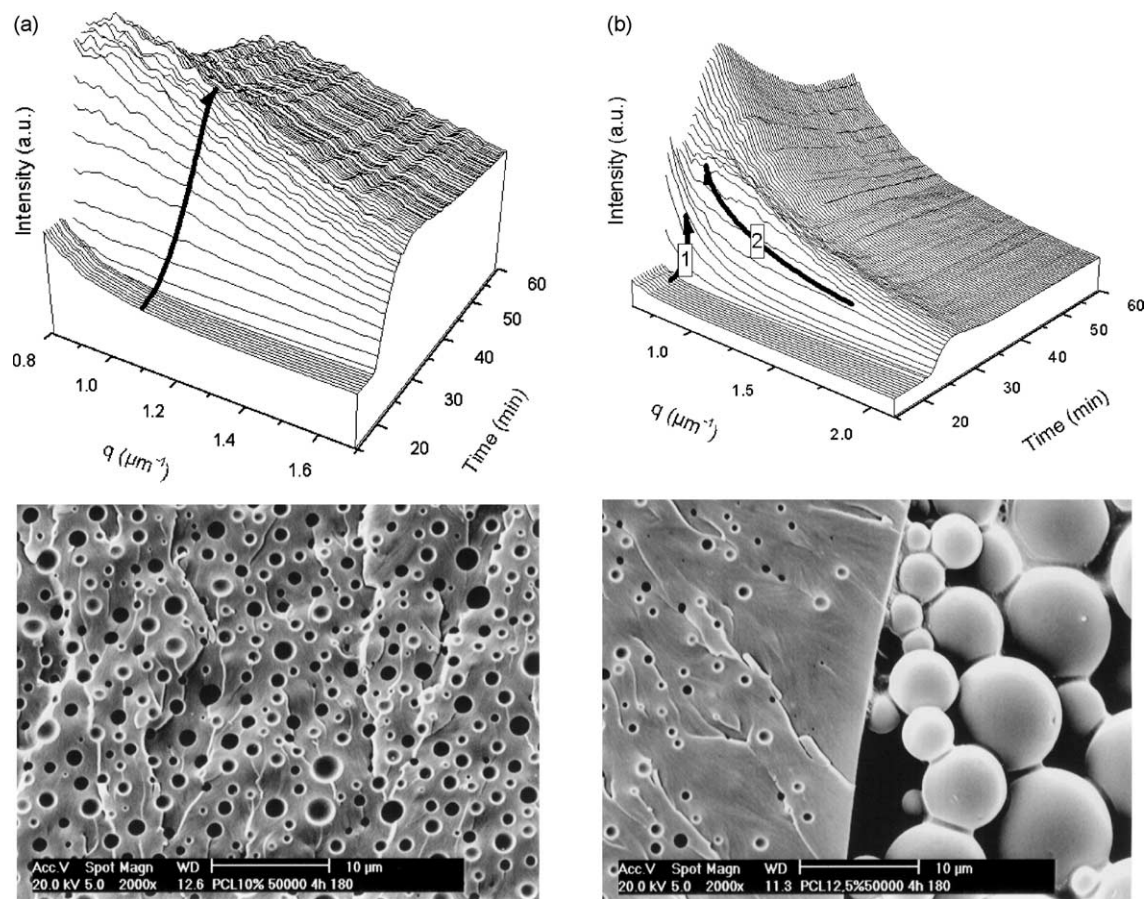 (a)
Intensity (a.u.)
0.8
1.0
1.2
1.4
1.6
q (µm⁻¹)
20
30
40
50
60
Time (min)
(b)
Intensity (a.u.)
1
2
1.0
1.5
2.0
q (µm⁻¹)
20
30
40
50
60
Time (min)
Acc.V Spot Magn WD 10 µm
20.0 kV 5.0 2000x 12.6 PCL10% 50000 4h 180
Acc.V Spot Magn WD 10 µm
20.0 kV 5.0 2000x 11.3 PCL12,5%50000 4h 180